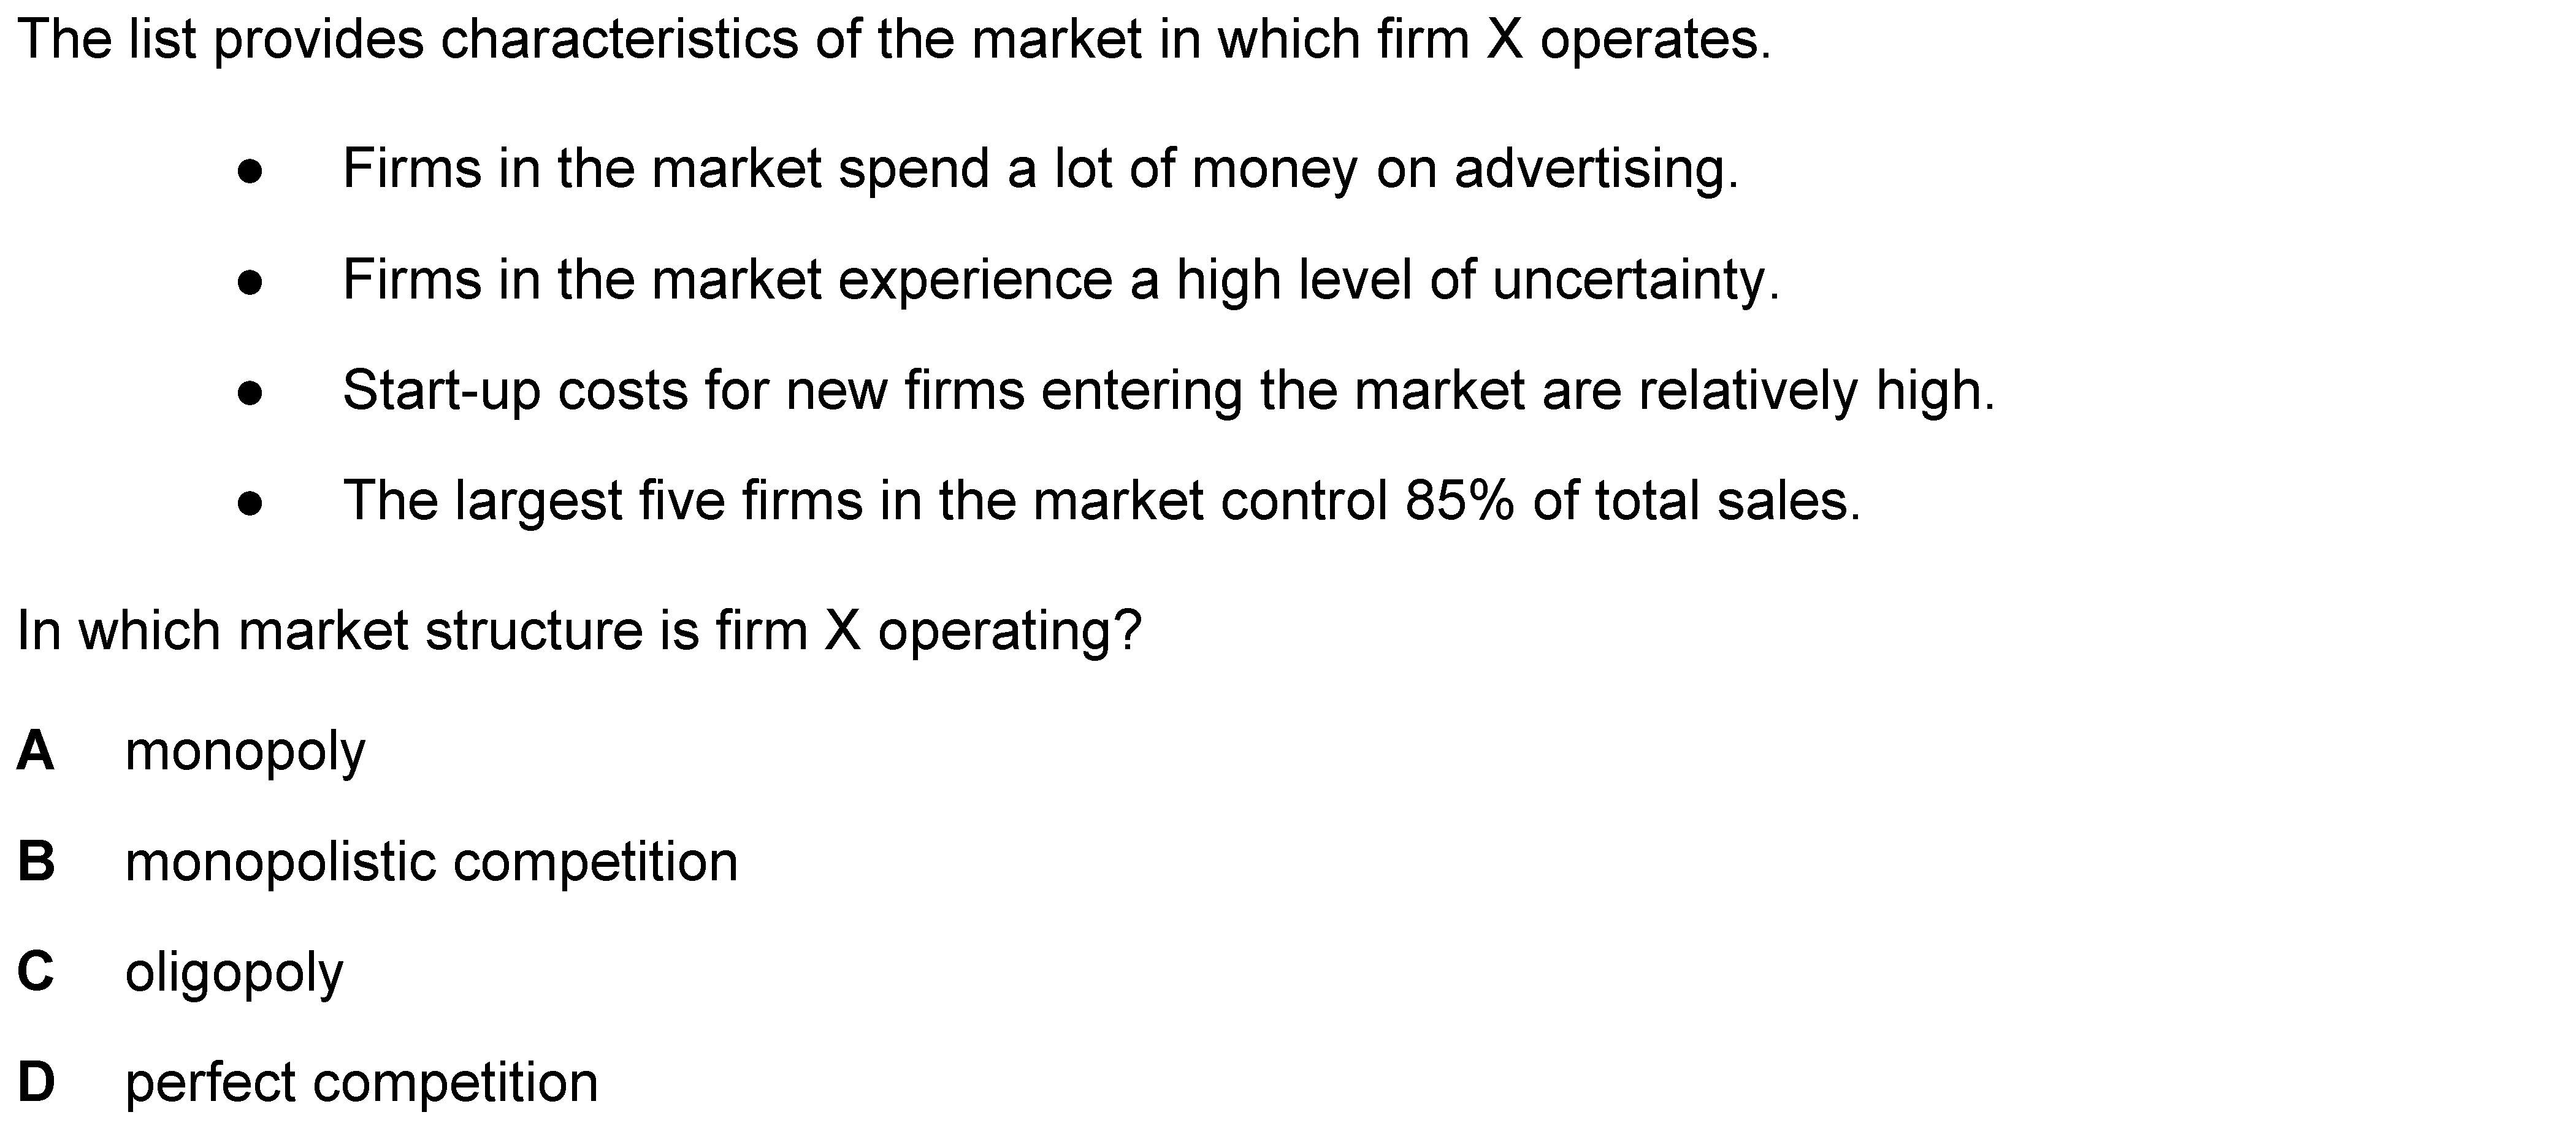 The list provides characteristics of the market in which firm X operates.
● Firms in the market spend a lot of money on advertising.
● Firms in the market experience a high level of uncertainty.
● Start-up costs for new firms entering the market are relatively high.
● The largest five firms in the market control 85% of total sales.
In which market structure is firm X operating?
A monopoly
B monopolistic competition
C oligopoly
D perfect competition